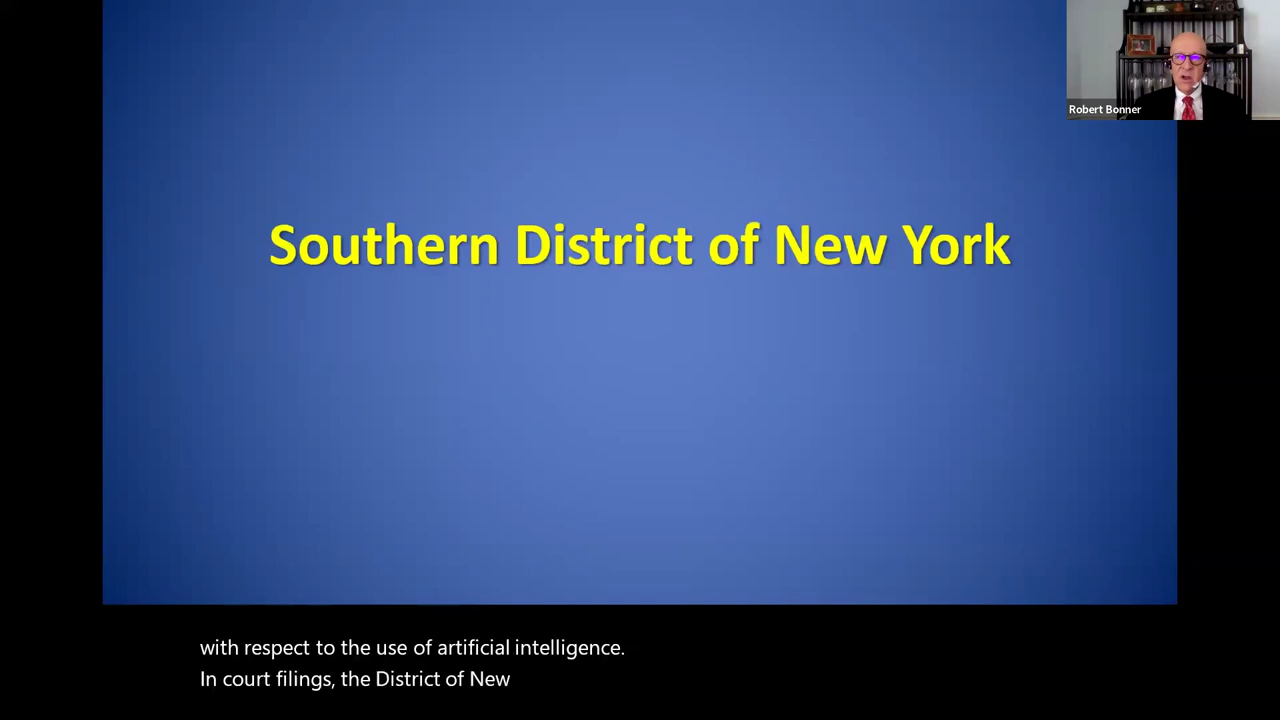 Robert Bonner
Southern District of New York
with respect to the use of artificial intelligence.
In court filings, the District of New